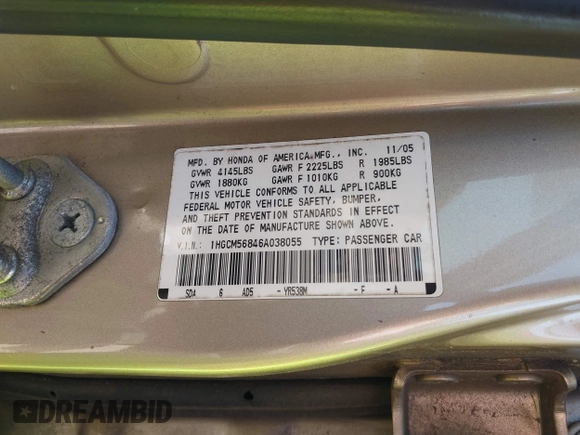 MFD. BY HONDA OF AMERICA MFG., INC. 11/05
GVWR 4145LBS GAWR F 2225LBS R 1985LBS
GVWR 1880KG GAWR F 1010KG R 900KG
THIS VEHICLE CONFORMS TO ALL APPLICABLE
FEDERAL MOTOR VEHICLE SAFETY, BUMPER,
AND THEFT PREVENTION STANDARDS IN EFFECT
ON THE DATE OF MANUFACTURE SHOWN ABOVE.
V.I.N.: 1HGCM56846A038055 TYPE: PASSENGER CAR
SDA 6 AD5 - YR538M - F - A
DREAMBID